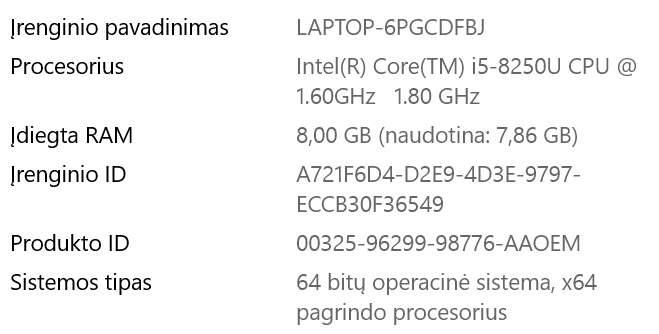 Įrenginio pavadinimas LAPTOP-6PGCDFBJ
Procesorius Intel(R) Core(TM) i5-8250U CPU @
1.60GHz 1.80 GHz
Įdiegta RAM 8,00 GB (naudotina: 7,86 GB)
Įrenginio ID A721F6D4-D2E9-4D3E-9797-
ECCB30F36549
Produkto ID 00325-96299-98776-AAOEM
Sistemos tipas 64 bitų operacinė sistema, x64
pagrindo procesorius